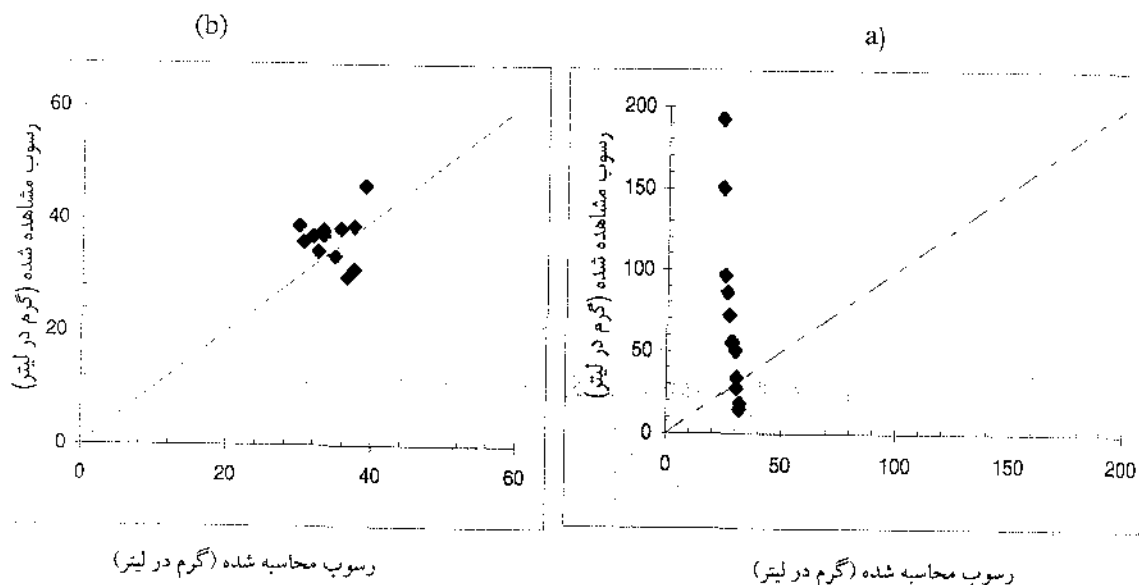 (b)
a)
60
40
20
0
0 20 40 60
رسوب مشاهده شده (گرم در لیتر)
رسوب محاسبه شده (گرم در لیتر)
200
150
100
50
0
0 50 100 150 200
رسوب مشاهده شده (گرم در لیتر)
رسوب محاسبه شده (گرم در لیتر)